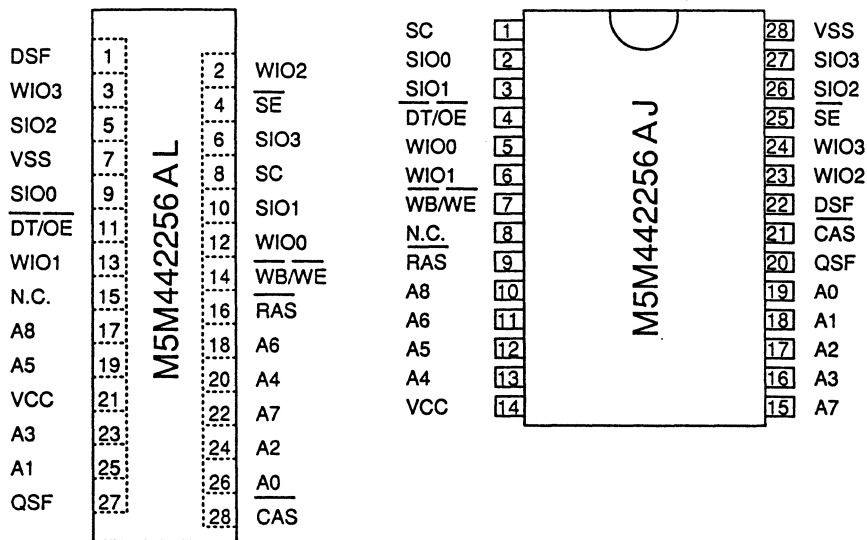 DSF 1
2 WIO2
WIO3 3
4 SE
SIO2 5
6 SIO3
VSS 7
8 SC
SIO0 9
10 SIO1
DT/OE 11
12 WIO0
WIO1 13
14 WB/WE
N.C. 15
16 RAS
A8 17
18 A6
A5 19
20 A4
VCC 21
22 A7
A3 23
24 A2
A1 25
26 A0
QSF 27
28 CAS
M5M442256AL
SC 1 28 VSS
SIO0 2 27 SIO3
SIO1 3 26 SIO2
DT/OE 4 25 SE
WIO0 5 24 WIO3
WIO1 6 23 WIO2
WB/WE 7 22 DSF
N.C. 8 21 CAS
RAS 9 20 QSF
A8 10 19 A0
A6 11 18 A1
A5 12 17 A2
A4 13 16 A3
VCC 14 15 A7
M5M442256AJ